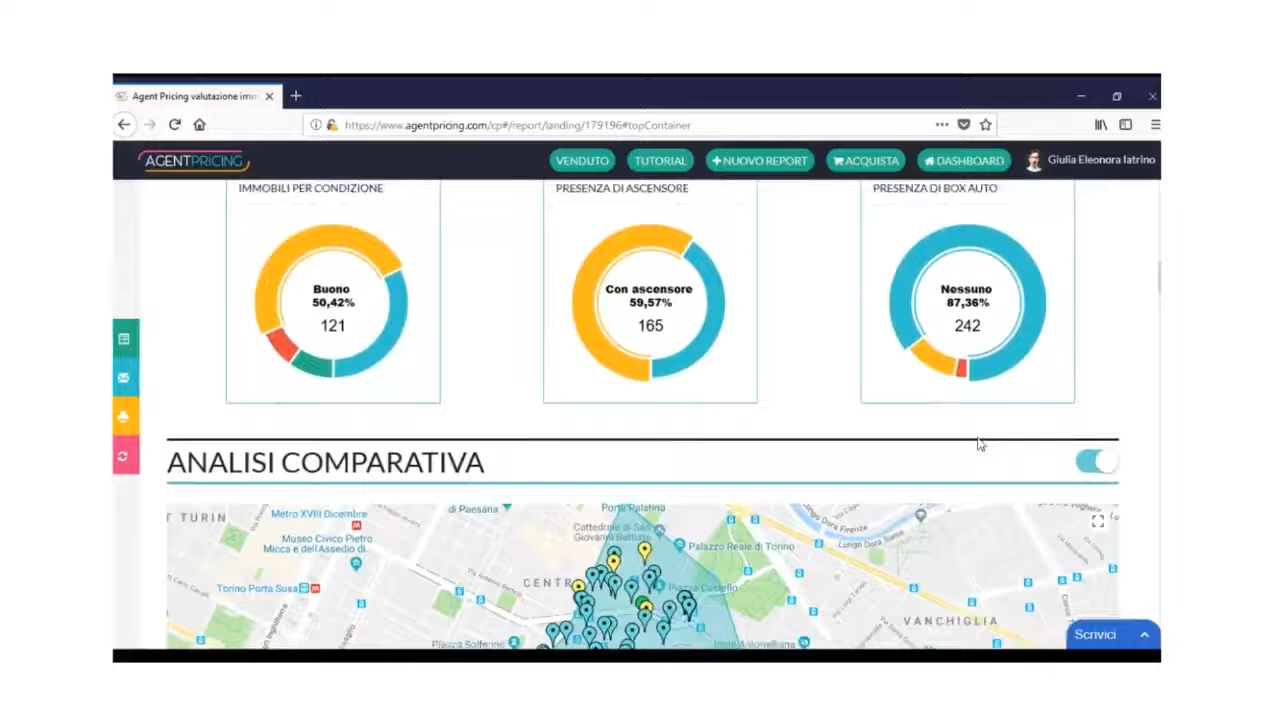 Agent Pricing valutazione imm
https://www.agentpricing.com/cp#/report/landing/179196#topContainer
AGENTPRICING
VENDUTO
TUTORIAL
+NUOVO REPORT
ACQUISTA
DASHBOARD
Giulia Eleonora Iatrino
IMMOBILI PER CONDIZIONE
PRESENZA DI ASCENSORE
PRESENZA DI BOX AUTO
Buono
50,42%
121
Con ascensore
59,57%
165
Nessuno
87,36%
242
ANALISI COMPARATIVA
T TURIN
Metro XVIII Dicembre
di Paesana
Porta Palatina
Cattedrale di San
Giovanni Battista
Lungo Dora Firenze
Museo Civico Pietro
Micca e dell'Assedio di
Palazzo Reale di Torino
Torino Porta Susa
CENTR
Piazza Castello
VANCHIGLIA
Piazza Solferino
Mole Antonelliana
Scrivici